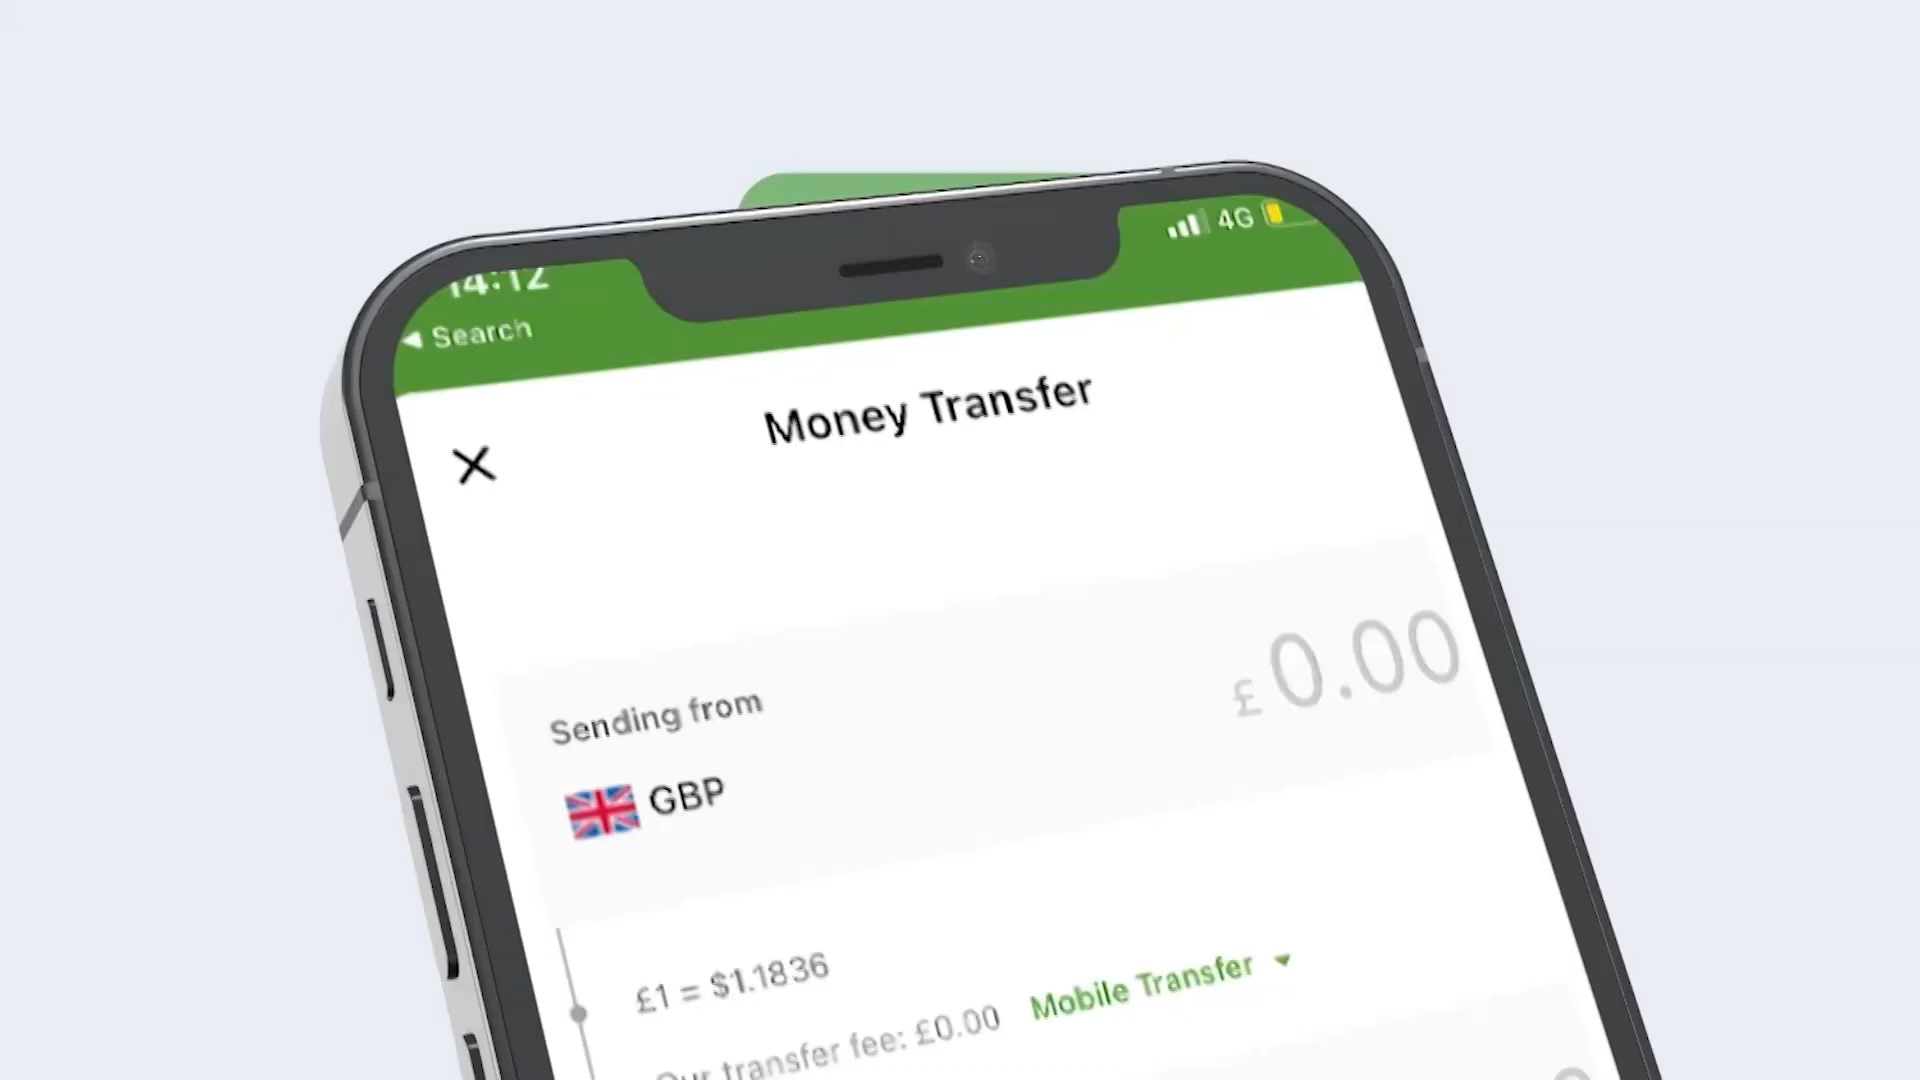 14:12
4G
Search
Money Transfer
Sending from
£ 0.00
GBP
£1 = $1.1836
Our transfer fee: £0.00
Mobile Transfer